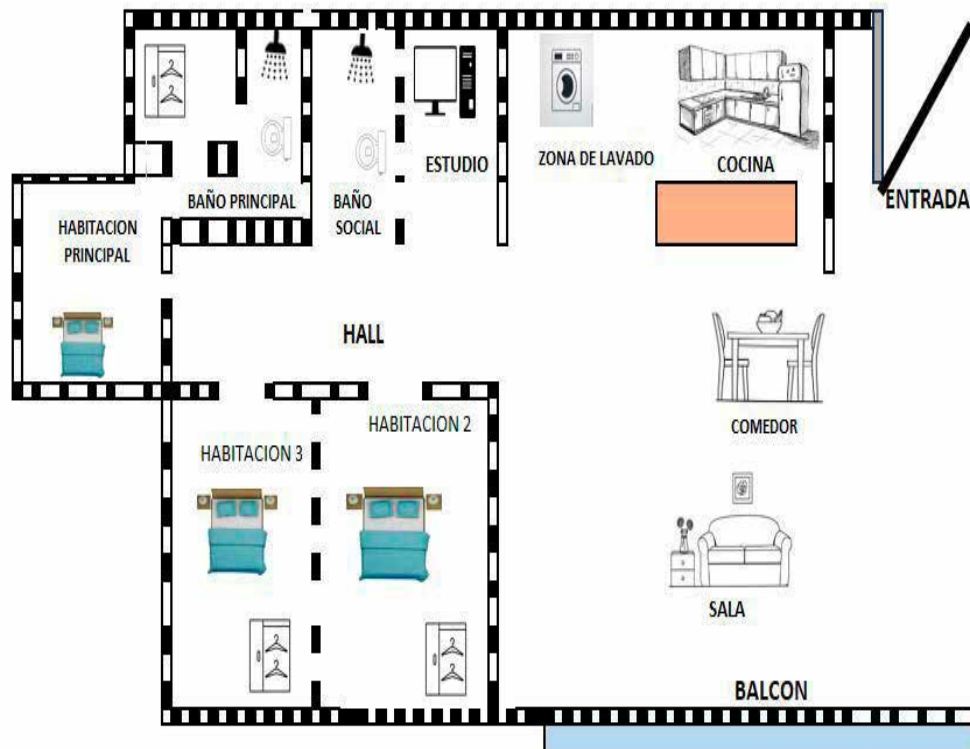 ESTUDIO
ZONA DE LAVADO
COCINA
BAÑO PRINCIPAL
BAÑO
SOCIAL
ENTRADA
HABITACION
PRINCIPAL
HALL
COMEDOR
HABITACION 2
HABITACION 3
SALA
BALCON